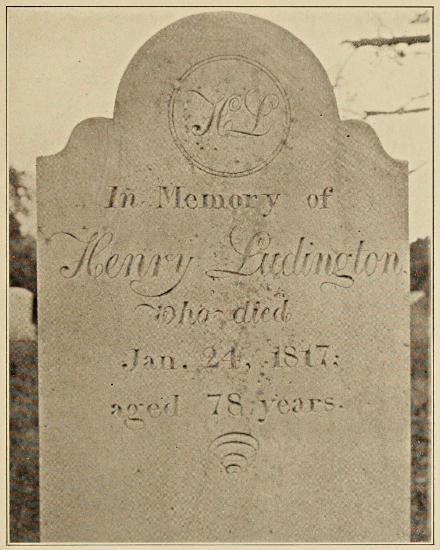 HL
In Memory of
Henry Ludington,
who died
Jan. 24, 1817;
aged 78 years.